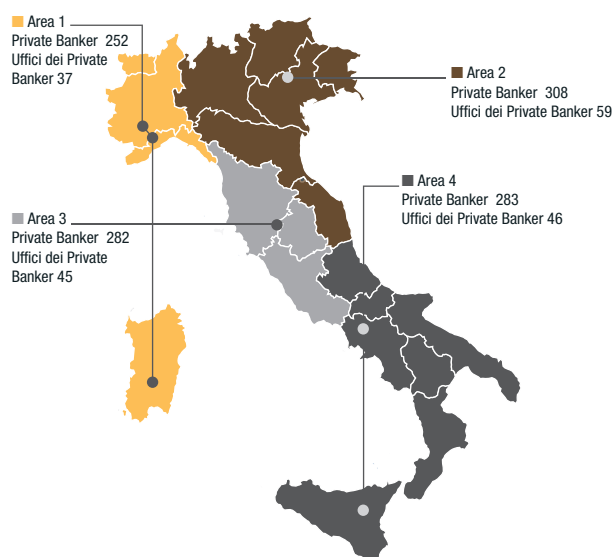 Area 1
Private Banker 252
Uffici dei Private
Banker 37
Area 2
Private Banker 308
Uffici dei Private Banker 59
Area 3
Private Banker 282
Uffici dei Private
Banker 45
Area 4
Private Banker 283
Uffici dei Private Banker 46